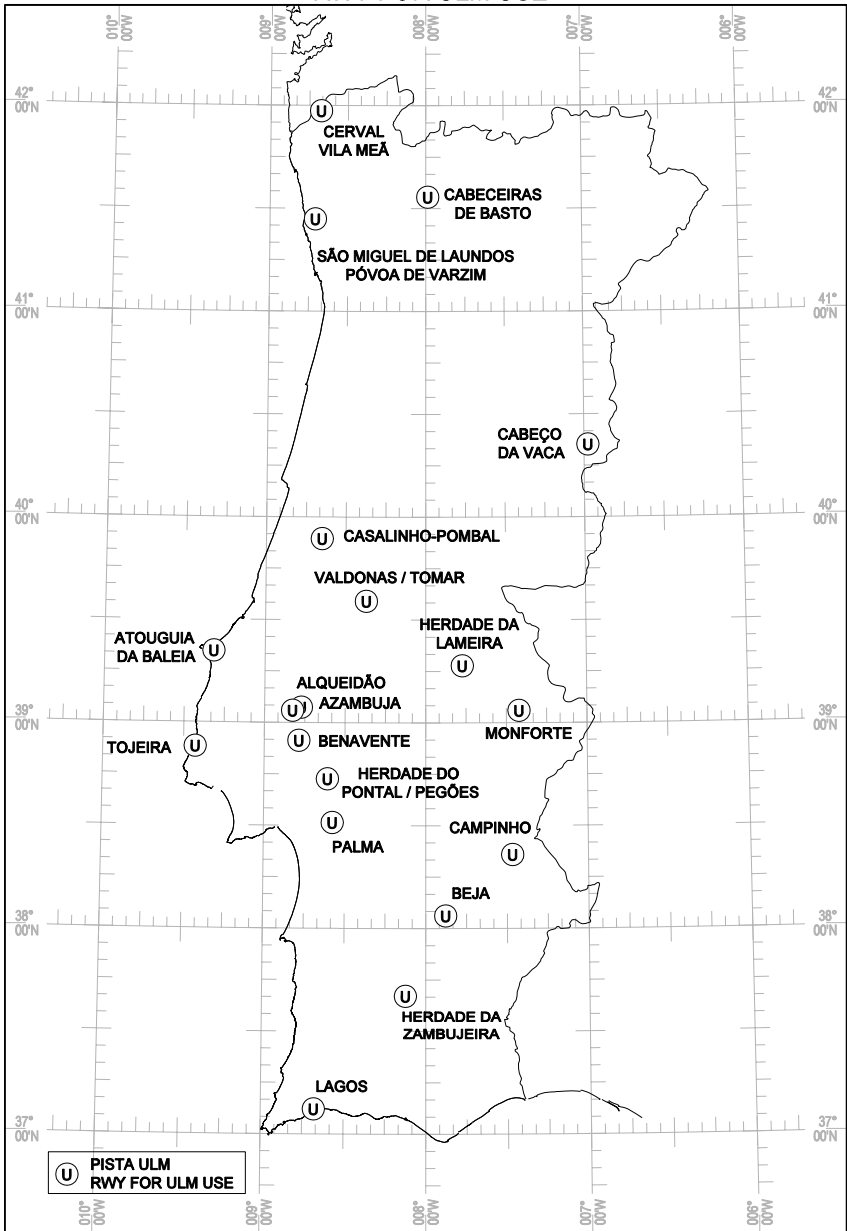 010°
00'W
009°
00'W
008°
00'W
007°
00'W
006°
00'W
42°
00'N
42°
00'N
U
CERVAL
VILA MEÃ
U
CABECEIRAS
DE BASTO
U
SÃO MIGUEL DE LAUNDOS
PÓVOA DE VARZIM
41°
00'N
41°
00'N
CABEÇO
DA VACA
U
40°
00'N
40°
00'N
U
CASALINHO-POMBAL
VALDONAS / TOMAR
U
HERDADE DA
LAMEIRA
U
ATOUGUIA
DA BALEIA
U
ALQUEIDÃO
U
AZAMBUJA
U
MONFORTE
39°
00'N
39°
00'N
TOJEIRA
U
U
BENAVENTE
U
HERDADE DO
PONTAL / PEGÕES
U
PALMA
CAMPINHO
U
BEJA
U
38°
00'N
38°
00'N
U
HERDADE DA
ZAMBUJEIRA
LAGOS
U
37°
00'N
37°
00'N
U
PISTA ULM
RWY FOR ULM USE
010°
00'W
009°
00'W
008°
00'W
007°
00'W
006°
00'W